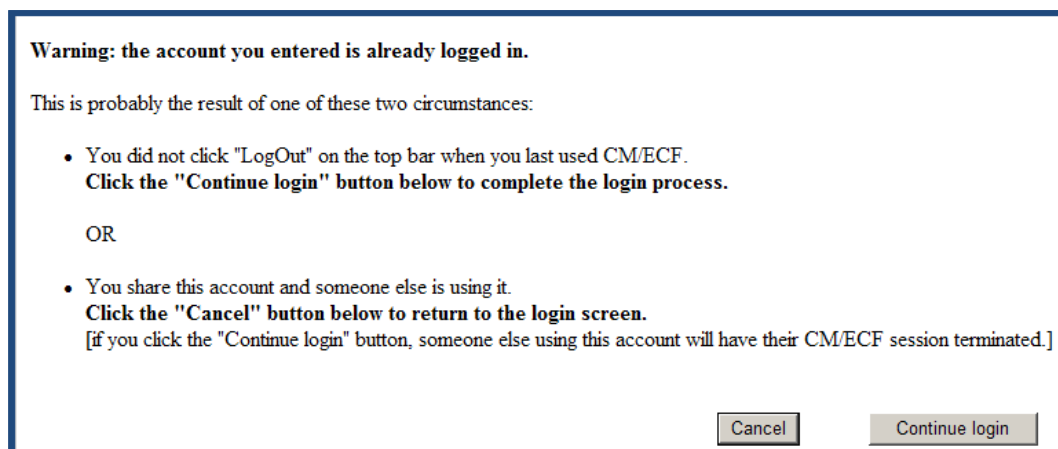 Warning: the account you entered is already logged in.
This is probably the result of one of these two circumstances:
• You did not click "LogOut" on the top bar when you last used CM/ECF.
Click the "Continue login" button below to complete the login process.
OR
• You share this account and someone else is using it.
Click the "Cancel" button below to return to the login screen.
[if you click the "Continue login" button, someone else using this account will have their CM/ECF session terminated.]
Cancel Continue login